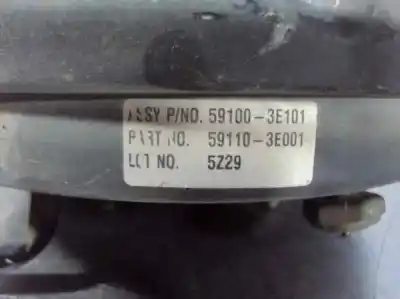 ASSY P/NO. 59100-3E101
PART NO. 59110-3E001
LOT NO. 5Z29